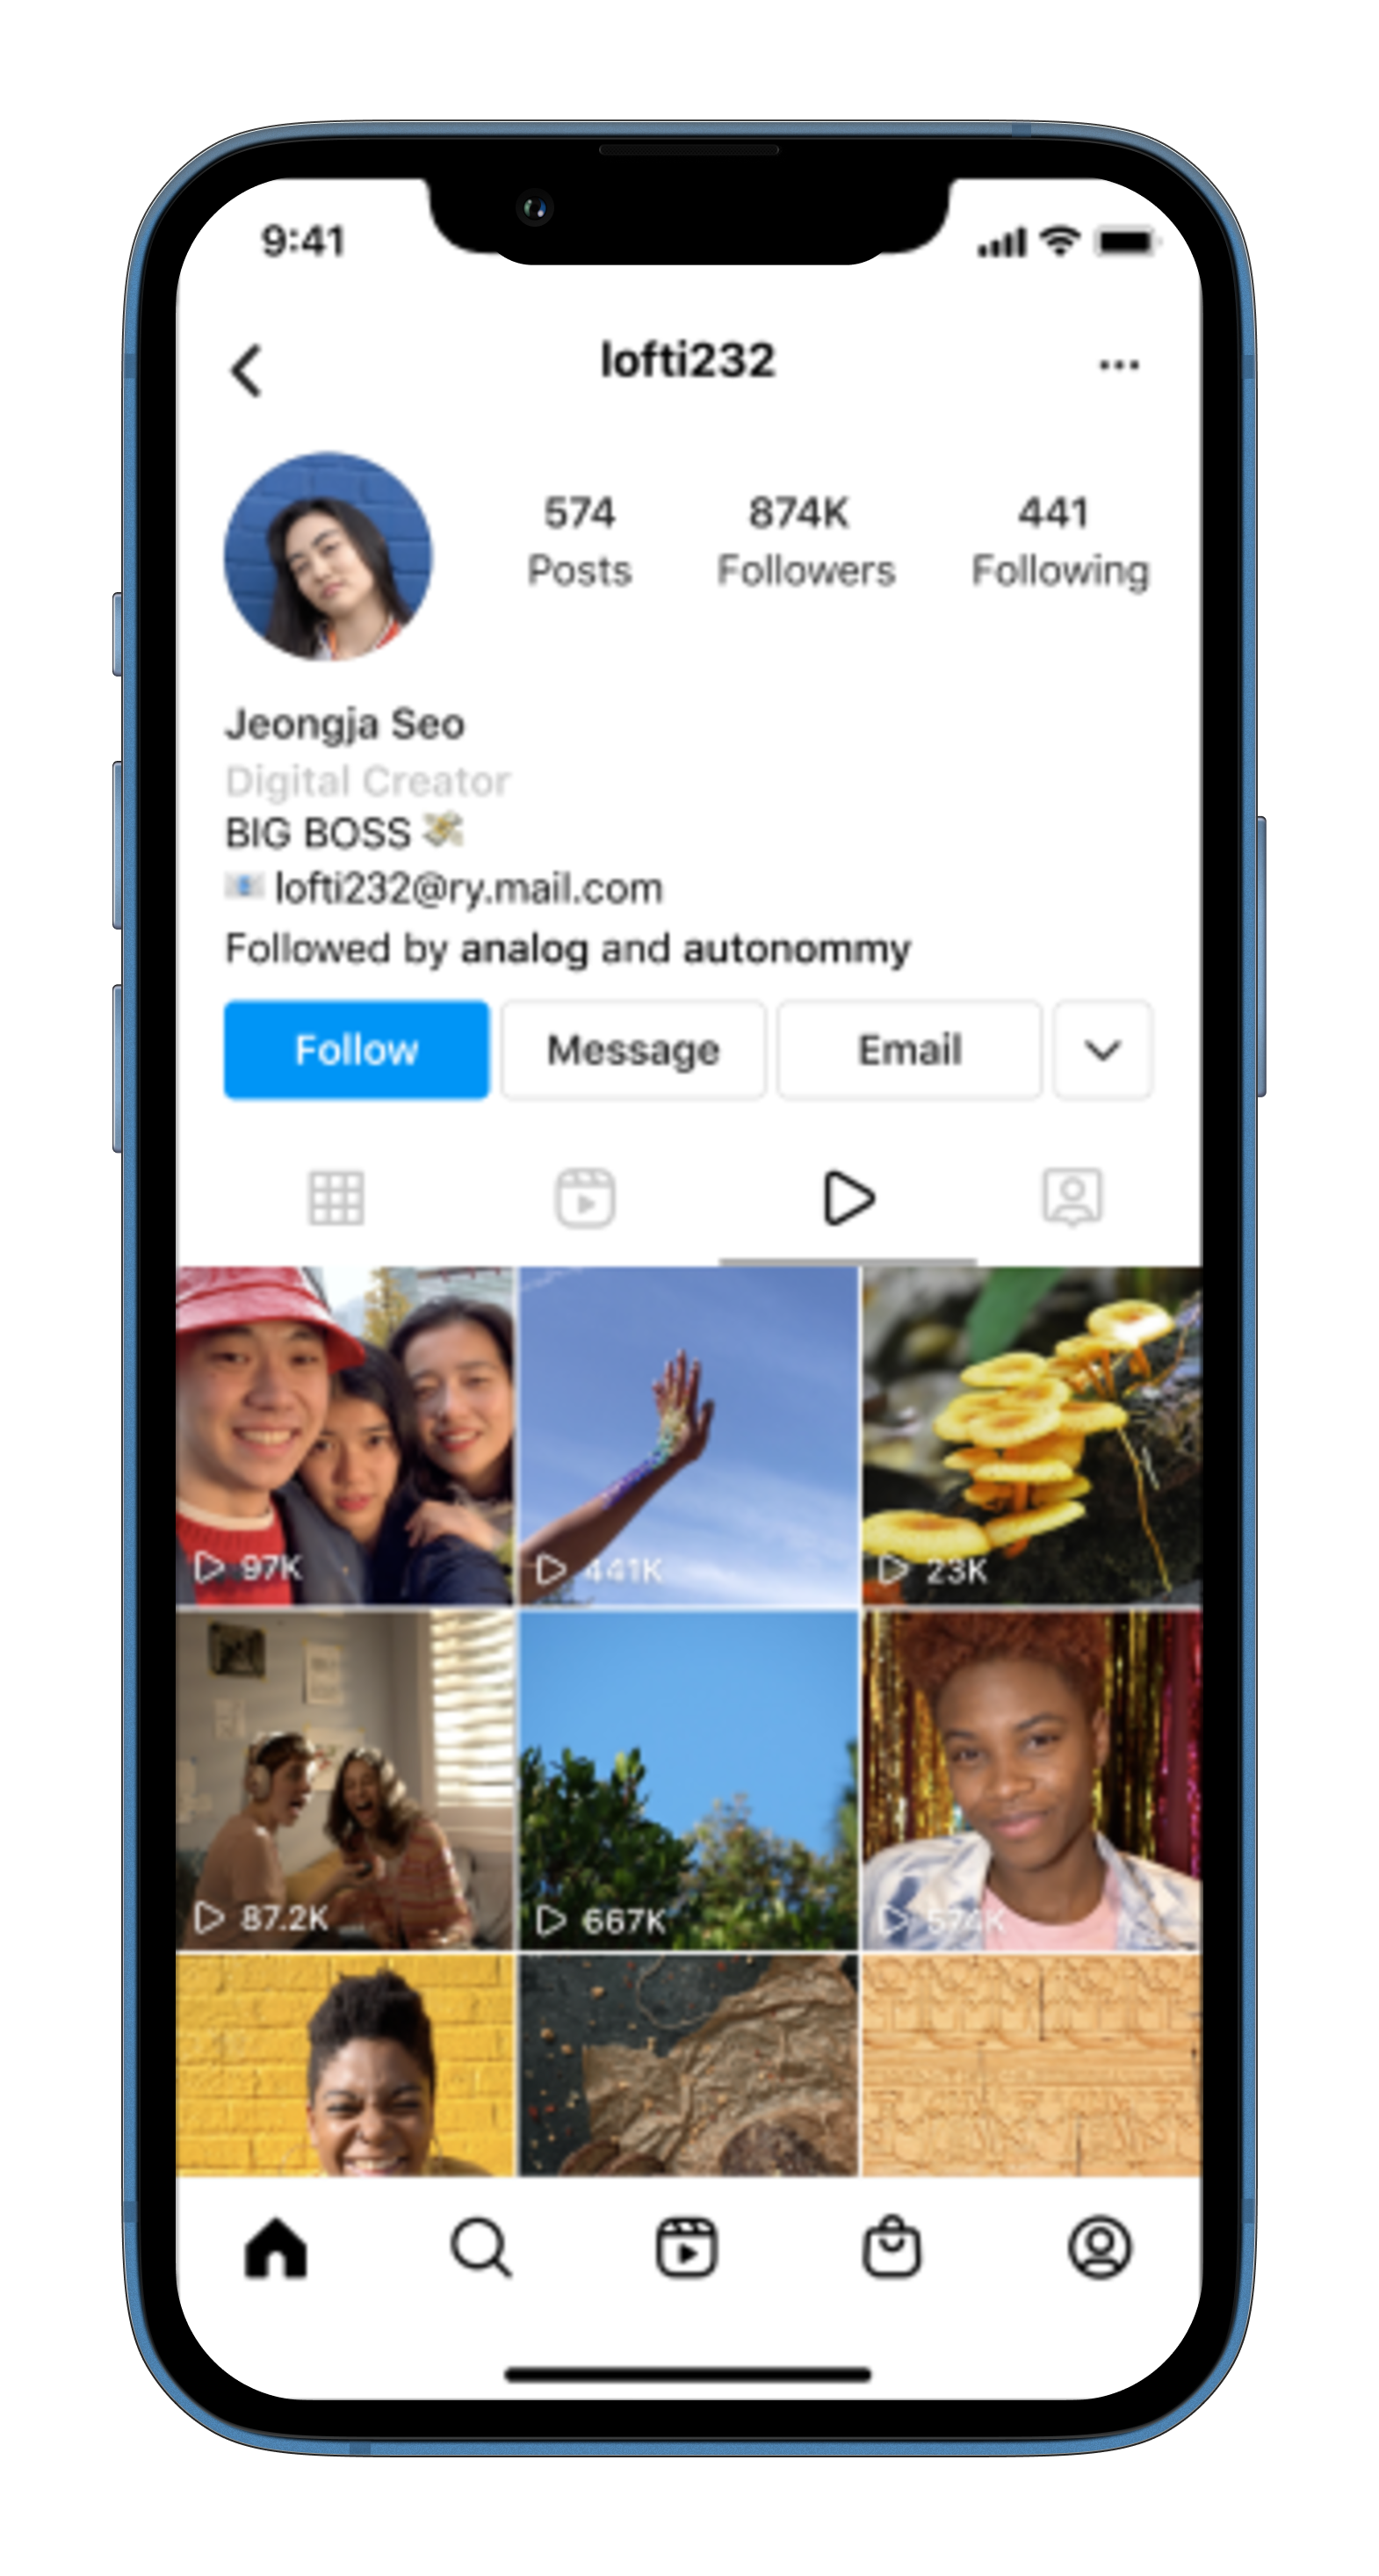 9:41
lofti232
574 874K 441
Posts Followers Following
Jeongja Seo
Digital Creator
BIG BOSS 💸
📧 lofti232@ry.mail.com
Followed by analog and autonommy
Follow Message Email
97K 441K 23K
87.2K 667K 574K